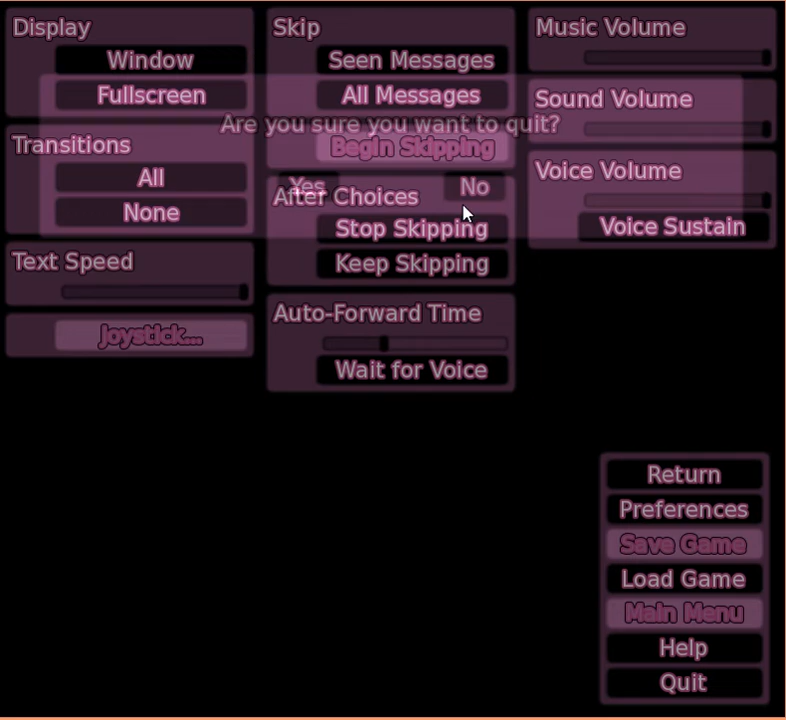 Display
Window
Fullscreen
Transitions
All
None
Text Speed
Joystick...
Skip
Seen Messages
All Messages
Begin Skipping
After Choices
Stop Skipping
Keep Skipping
Auto-Forward Time
Wait for Voice
Music Volume
Sound Volume
Voice Volume
Voice Sustain
Are you sure you want to quit?
Yes
No
Return
Preferences
Save Game
Load Game
Main Menu
Help
Quit